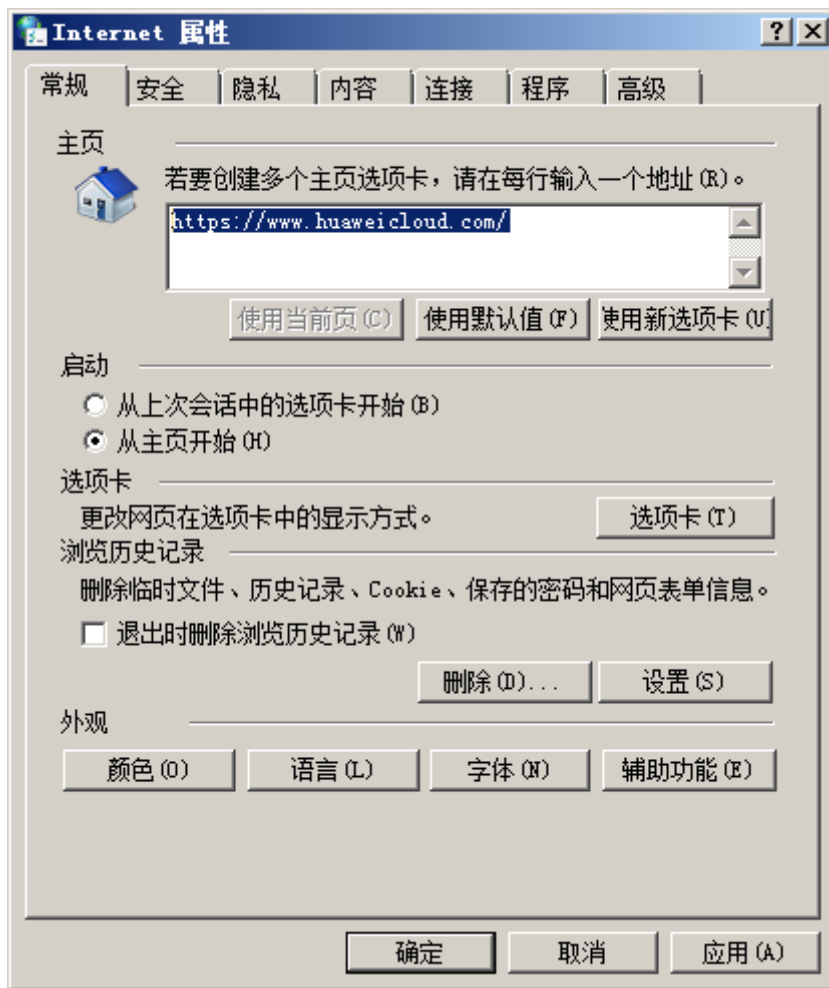 Internet 属性
常规 安全 隐私 内容 连接 程序 高级
主页
若要创建多个主页选项卡，请在每行输入一个地址(R)。
https://www.huaweicloud.com/
使用当前页(C) 使用默认值(F) 使用新选项卡(U)
启动
从上次会话中的选项卡开始(B)
从主页开始(H)
选项卡
更改网页在选项卡中的显示方式。 选项卡(T)
浏览历史记录
删除临时文件、历史记录、Cookie、保存的密码和网页表单信息。
退出时删除浏览历史记录(W)
删除(D)... 设置(S)
外观
颜色(O) 语言(L) 字体(N) 辅助功能(E)
确定 取消 应用(A)